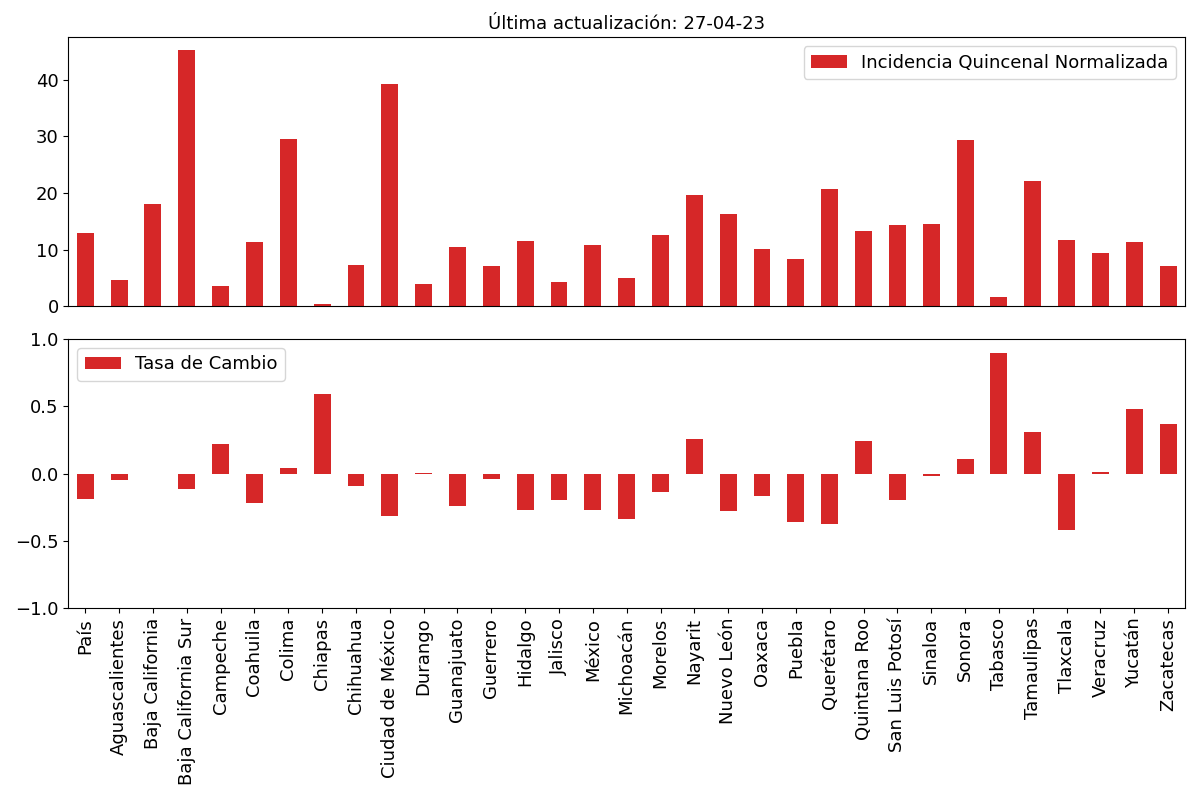 Última actualización: 27-04-23
Incidencia Quincenal Normalizada
40
30
20
10
0
Tasa de Cambio
1.0
0.5
0.0
−0.5
−1.0
País
Aguascalientes
Baja California
Baja California Sur
Campeche
Coahuila
Colima
Chiapas
Chihuahua
Ciudad de México
Durango
Guanajuato
Guerrero
Hidalgo
Jalisco
México
Michoacán
Morelos
Nayarit
Nuevo León
Oaxaca
Puebla
Querétaro
Quintana Roo
San Luis Potosí
Sinaloa
Sonora
Tabasco
Tamaulipas
Tlaxcala
Veracruz
Yucatán
Zacatecas